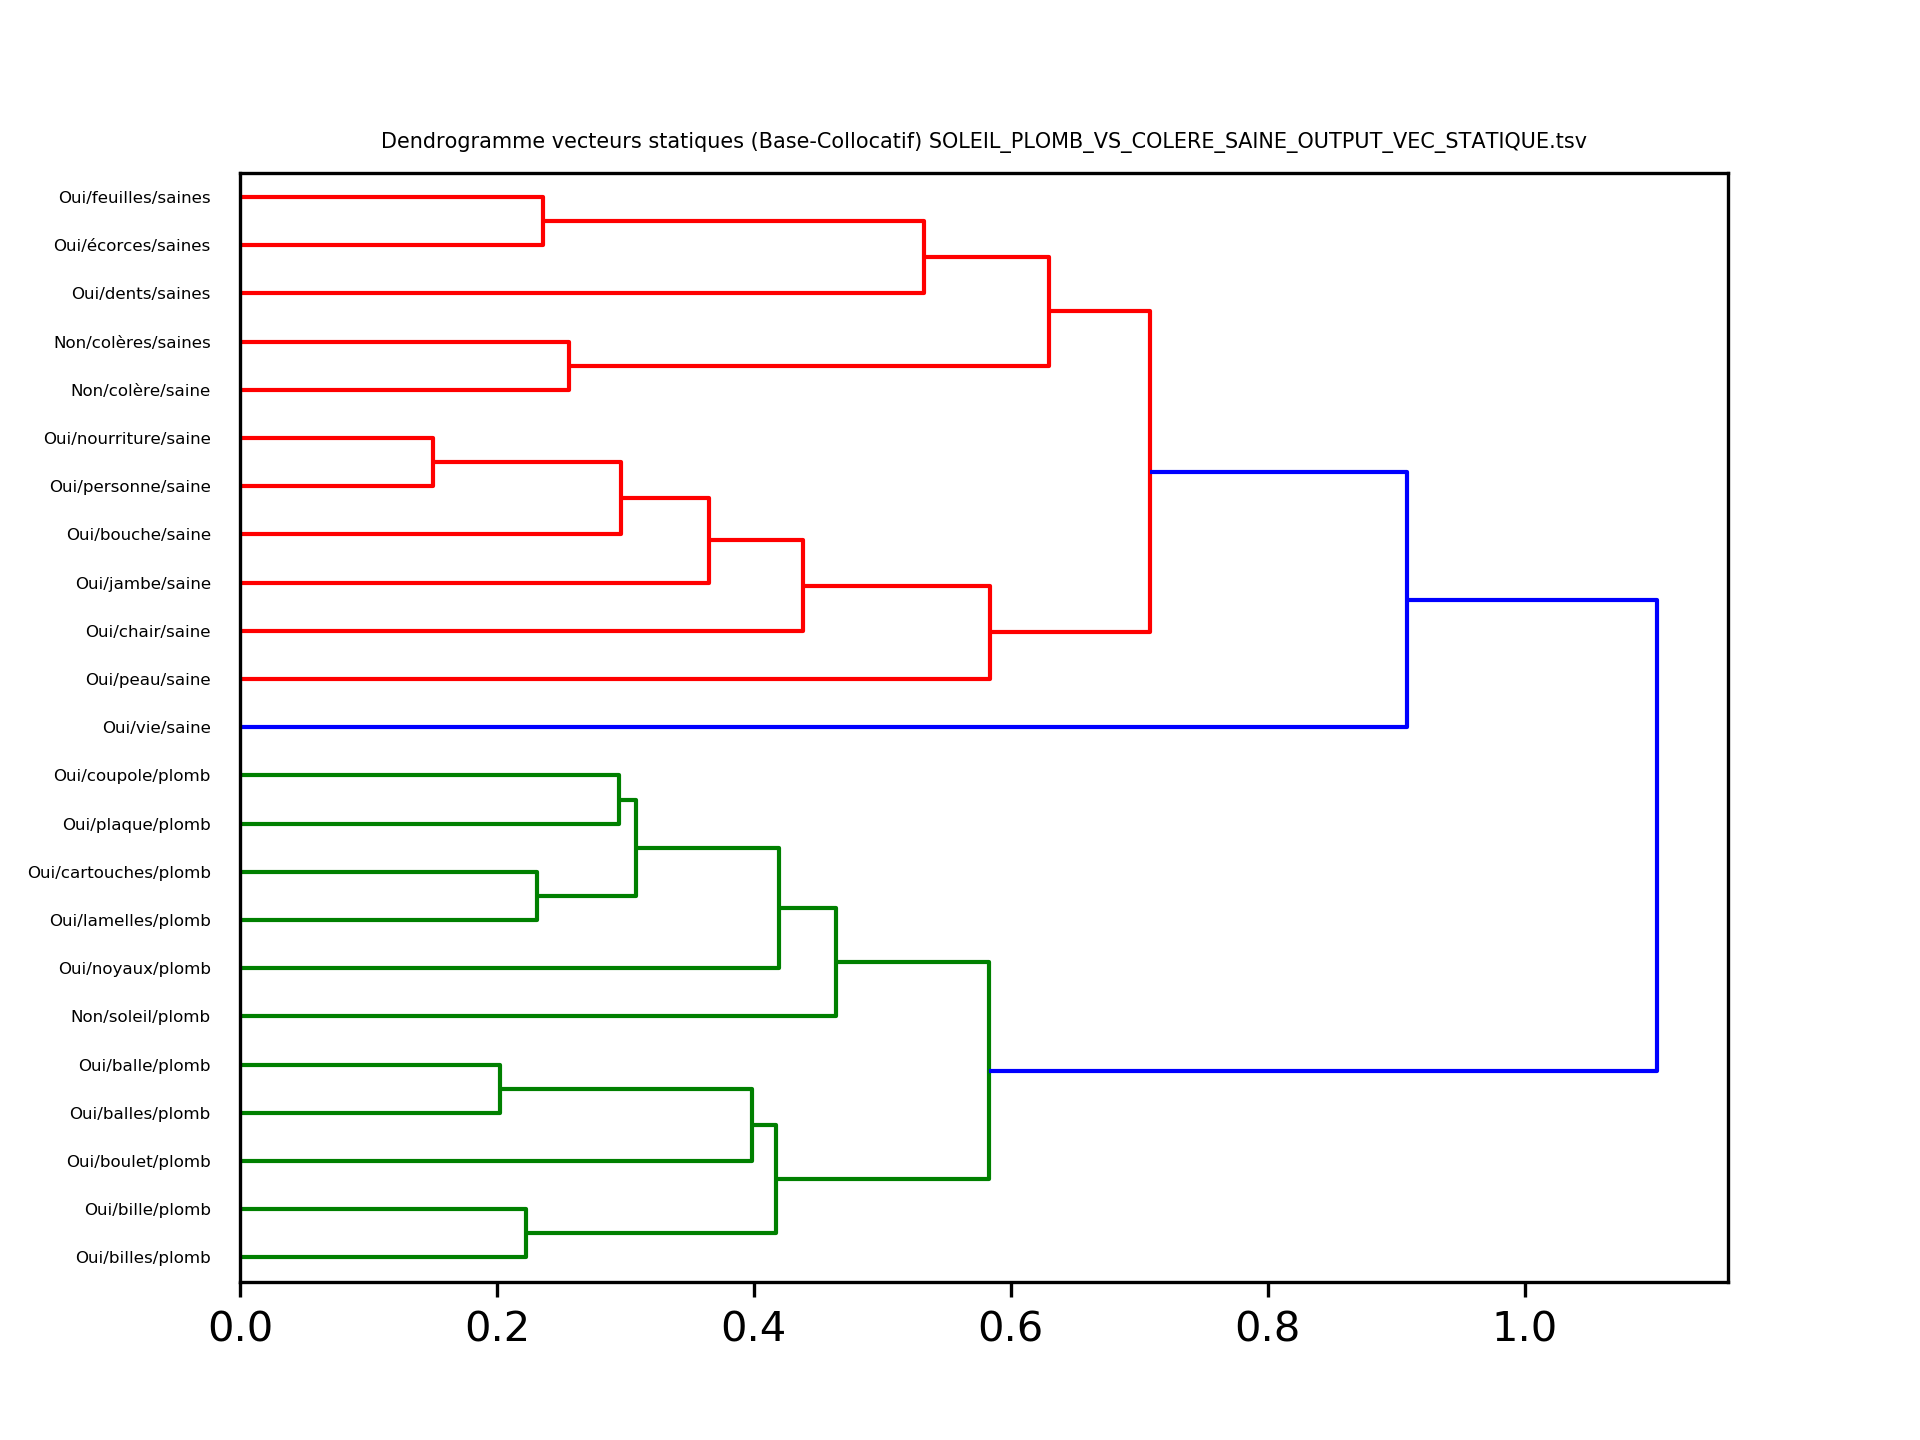 Dendrogramme vecteurs statiques (Base-Collocatif) SOLEIL_PLOMB_VS_COLERE_SAINE_OUTPUT_VEC_STATIQUE.tsv
Oui/feuilles/saines
Oui/écorces/saines
Oui/dents/saines
Non/colères/saines
Non/colère/saine
Oui/nourriture/saine
Oui/personne/saine
Oui/bouche/saine
Oui/jambe/saine
Oui/chair/saine
Oui/peau/saine
Oui/vie/saine
Oui/coupole/plomb
Oui/plaque/plomb
Oui/cartouches/plomb
Oui/lamelles/plomb
Oui/noyaux/plomb
Non/soleil/plomb
Oui/balle/plomb
Oui/balles/plomb
Oui/boulet/plomb
Oui/bille/plomb
Oui/billes/plomb
0.0 0.2 0.4 0.6 0.8 1.0